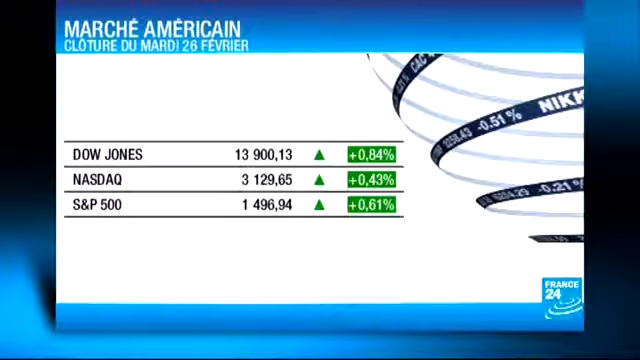 MARCHÉ AMÉRICAIN
CLÔTURE DU MARDI 26 FÉVRIER
DOW JONES 13 900,13 ▲ +0,84%
NASDAQ 3 129,65 ▲ +0,43%
S&P 500 1 496,94 ▲ +0,61%
CAC
NIKK
-0.51 %
-0.21 %
FRANCE
24